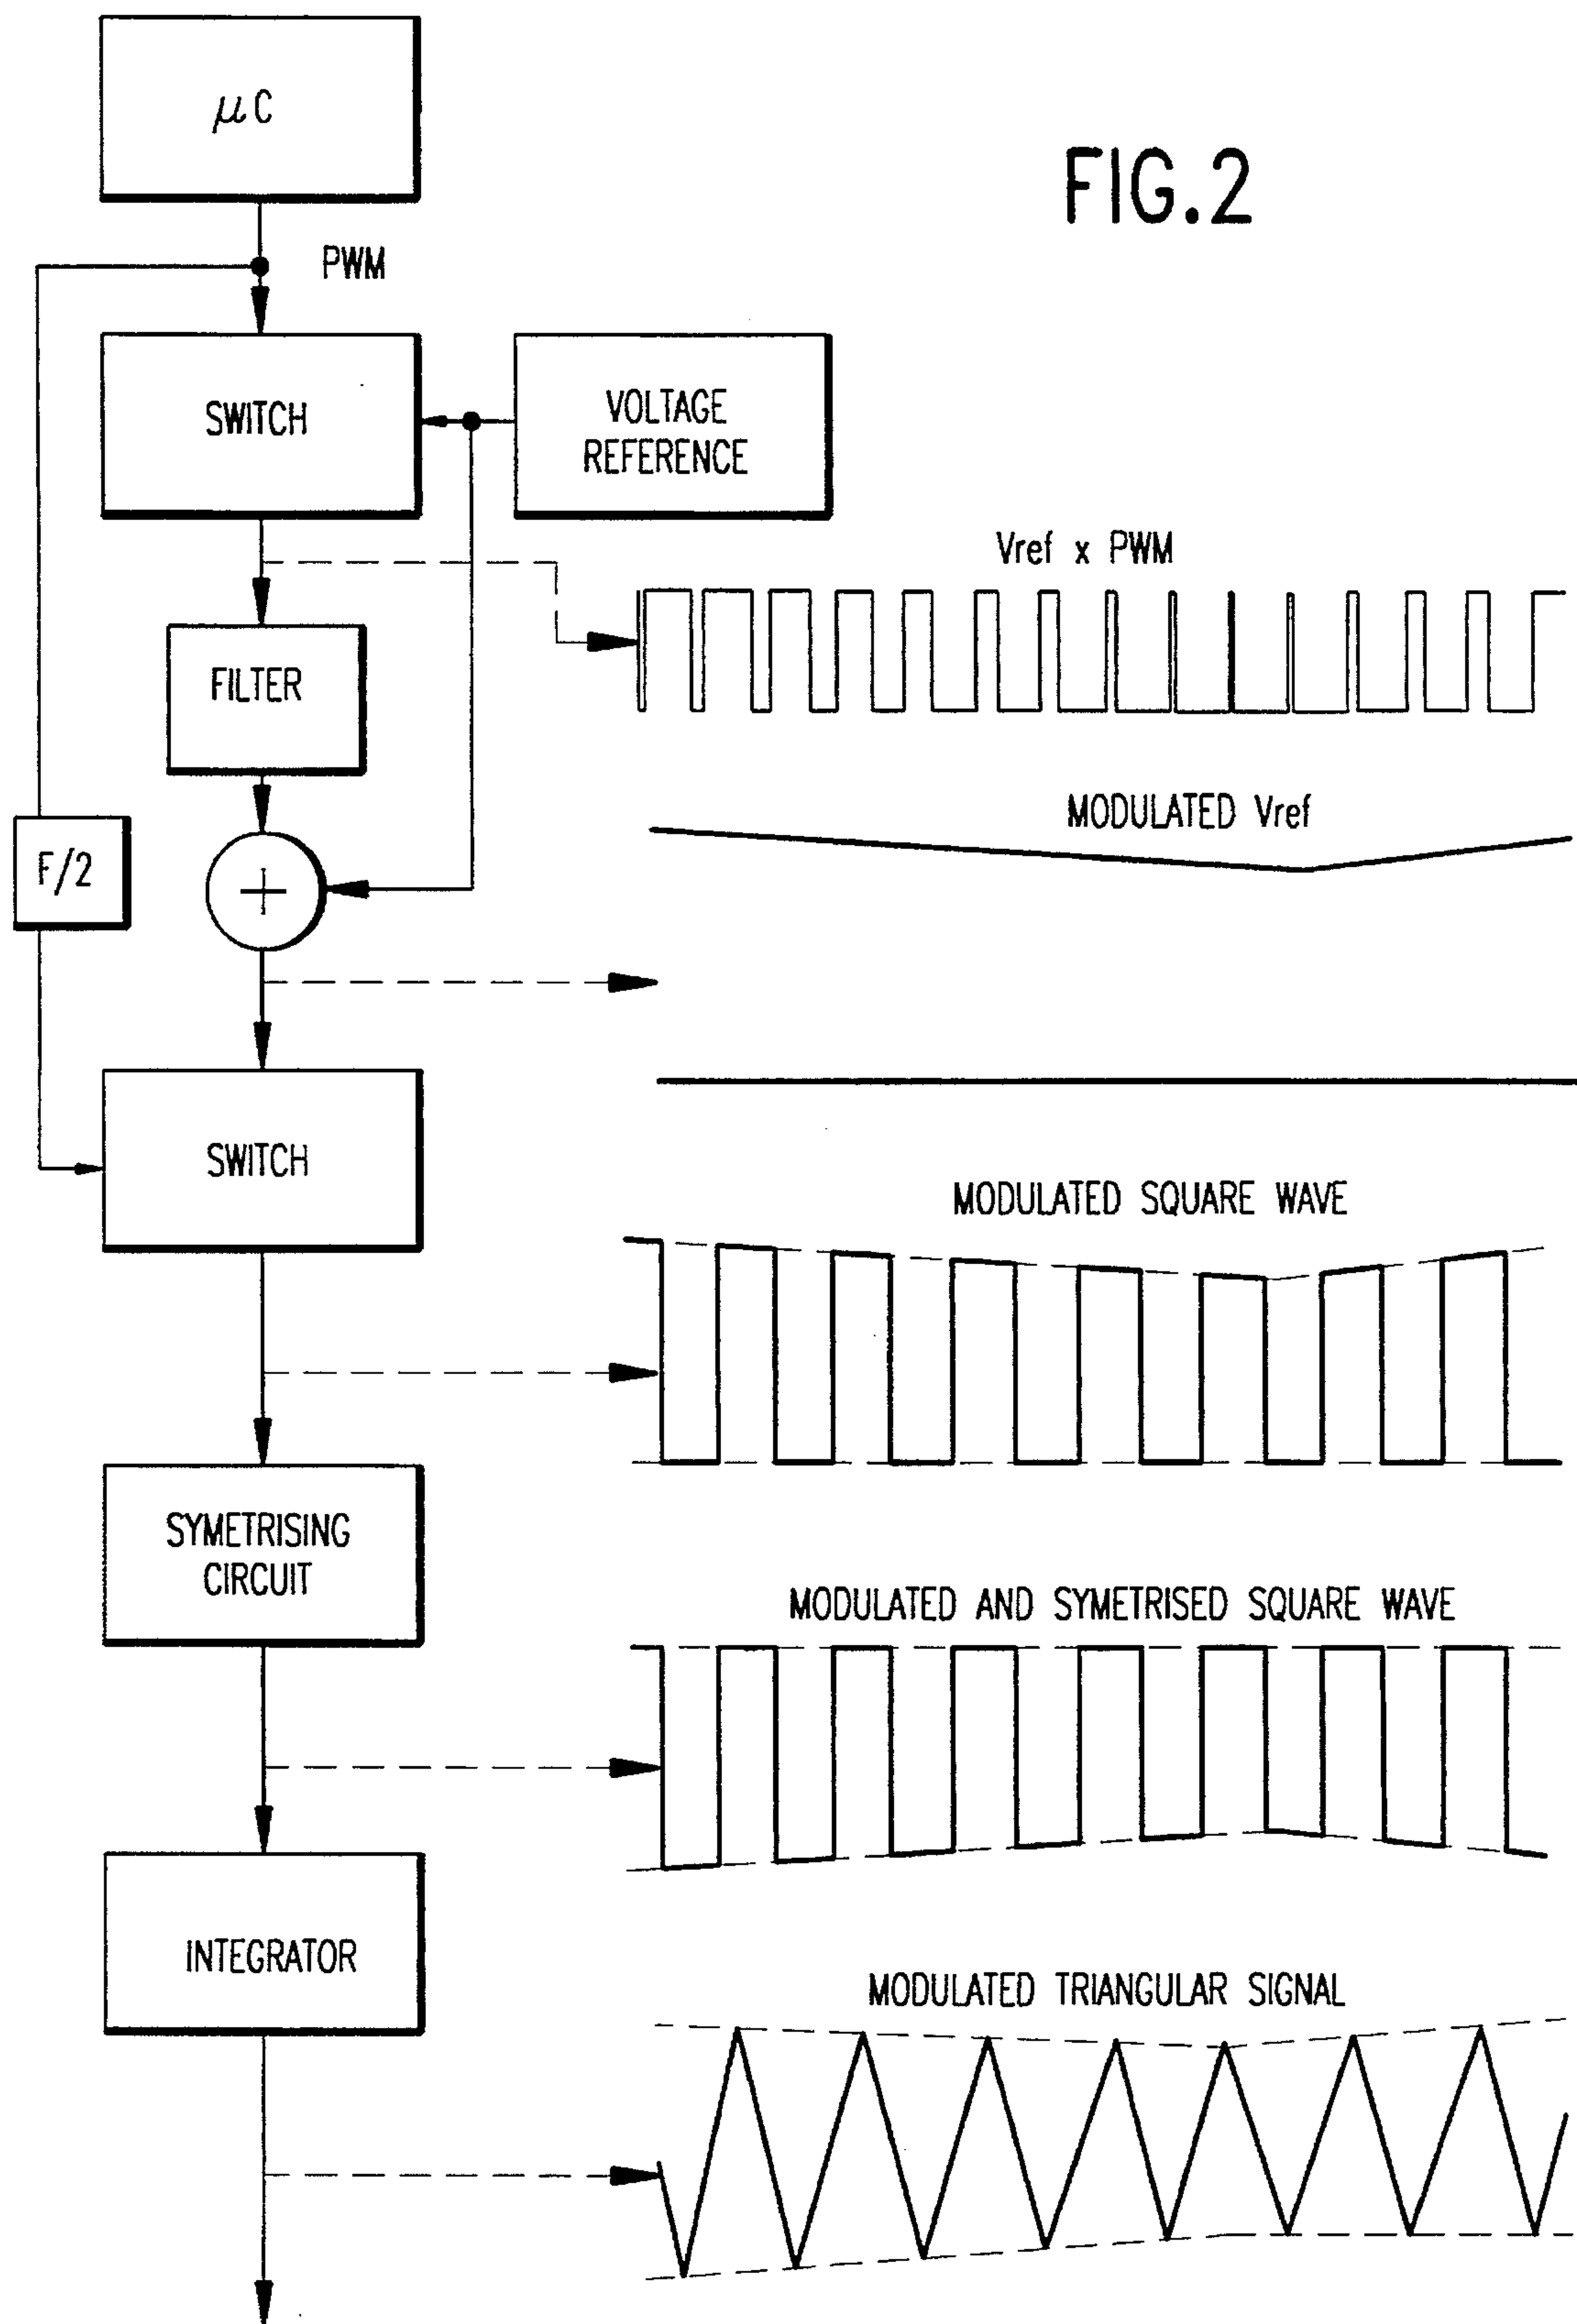 μC
FIG.2
PWM
SWITCH
VOLTAGE
REFERENCE
Vref x PWM
FILTER
MODULATED Vref
F/2
+
SWITCH
MODULATED SQUARE WAVE
SYMETRISING
CIRCUIT
MODULATED AND SYMETRISED SQUARE WAVE
INTEGRATOR
MODULATED TRIANGULAR SIGNAL